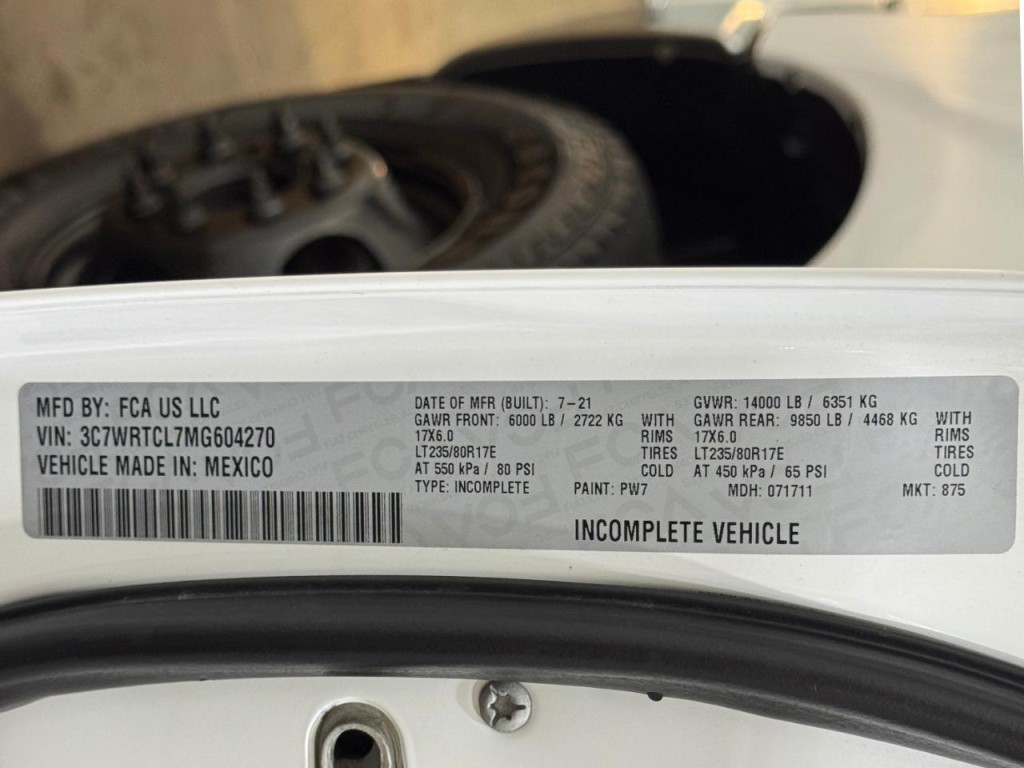 MFD BY: FCA US LLC
VIN: 3C7WRTCL7MG604270
VEHICLE MADE IN: MEXICO
DATE OF MFR (BUILT): 7-21
GAWR FRONT: 6000 LB / 2722 KG WITH
17X6.0 RIMS
LT235/80R17E TIRES
AT 550 kPa / 80 PSI COLD
TYPE: INCOMPLETE
GVWR: 14000 LB / 6351 KG
GAWR REAR: 9850 LB / 4468 KG WITH
17X6.0 RIMS
LT235/80R17E TIRES
AT 450 kPa / 65 PSI COLD
PAINT: PW7 MDH: 071711 MKT: 875
INCOMPLETE VEHICLE